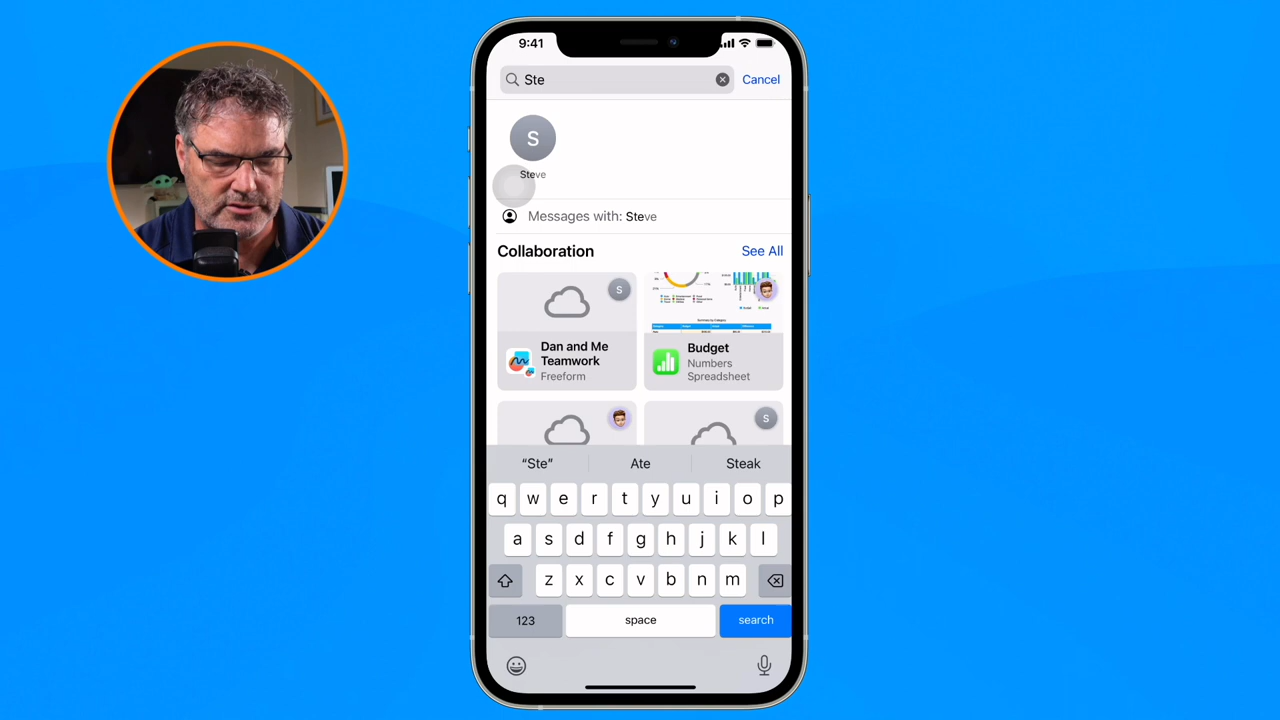 9:41
Ste
Cancel
S
Steve
Messages with: Steve
Collaboration
See All
S
Dan and Me
Teamwork
Freeform
Budget
Numbers
Spreadsheet
S
“Ste”
Ate
Steak
q w e r t y u i o p
a s d f g h j k l
z x c v b n m
123
space
search